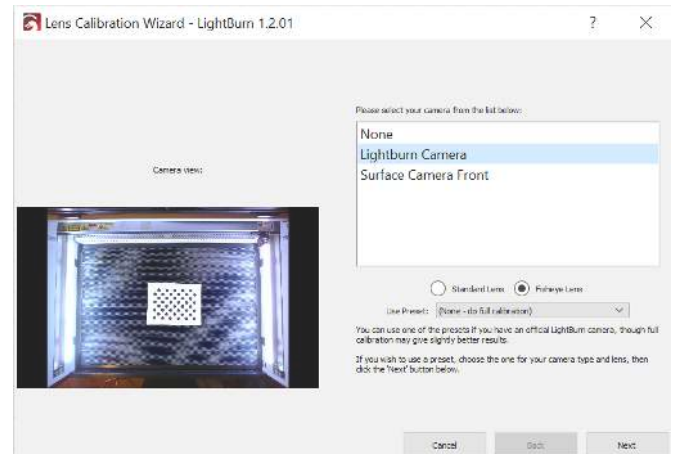 Lens Calibration Wizard - LightBurn 1.2.01
?
Please select your camera from the list below:
None
Lightburn Camera
Surface Camera Front
Camera view:
Standard Lens
Fisheye Lens
Use Preset: (None - do full calibration)
You can use one of the presets if you have an official LightBurn camera, though full
calibration may give slightly better results.
If you wish to use a preset, choose the one for your camera type and lens, then
click the 'Next' button below.
Cancel
Back
Next